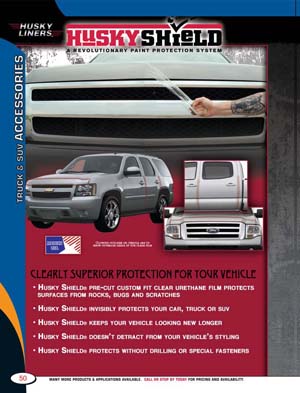 HUSKY
LINERS
HUSKYSHIELD
A REVOLUTIONARY PAINT PROTECTION SYSTEM
TRUCK & SUV ACCESSORIES
CLEARLY SUPERIOR PROTECTION FOR YOUR VEHICLE
• HUSKY SHIELD® PRE-CUT CUSTOM FIT CLEAR URETHANE FILM PROTECTS
SURFACES FROM ROCKS, BUGS AND SCRATCHES
• HUSKY SHIELD® INVISIBLY PROTECTS YOUR CAR, TRUCK OR SUV
• HUSKY SHIELD® KEEPS YOUR VEHICLE LOOKING NEW LONGER
• HUSKY SHIELD® DOESN'T DETRACT FROM YOUR VEHICLE'S STYLING
• HUSKY SHIELD® PROTECTS WITHOUT DRILLING OR SPECIAL FASTENERS
50
MANY MORE PRODUCTS & APPLICATIONS AVAILABLE. CALL OR STOP BY TODAY FOR PRICING AND AVAILABILITY!